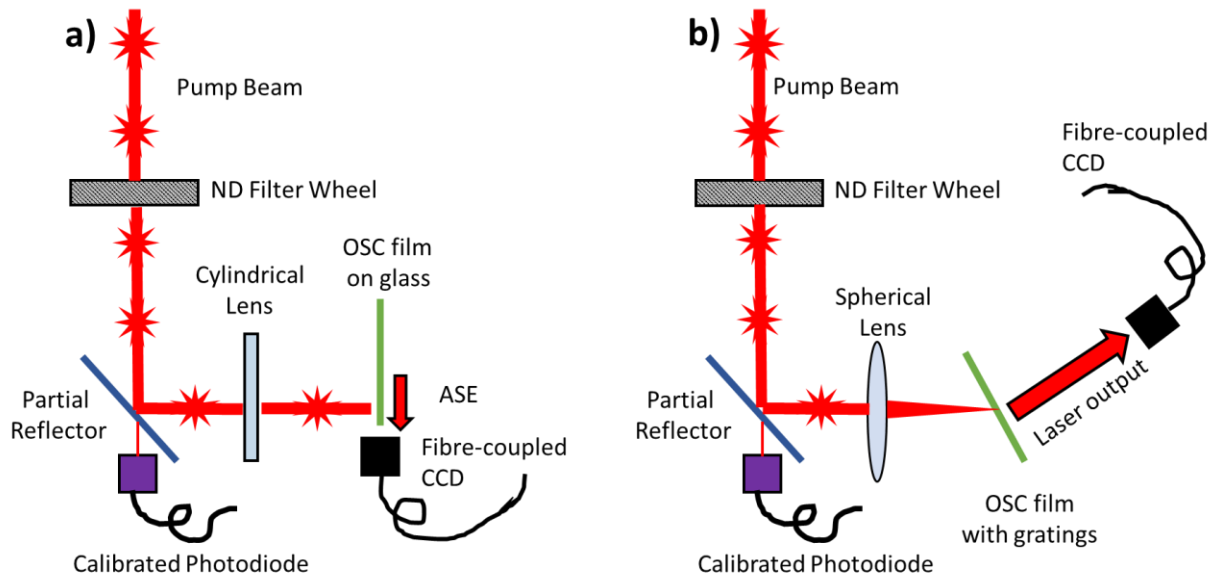 a)
Pump Beam
ND Filter Wheel
OSC film
on glass
Cylindrical
Lens
Partial
Reflector
ASE
Fibre-coupled
CCD
Calibrated Photodiode
b)
Pump Beam
Fibre-coupled
CCD
ND Filter Wheel
Spherical
Lens
Partial
Reflector
Laser output
OSC film
with gratings
Calibrated Photodiode